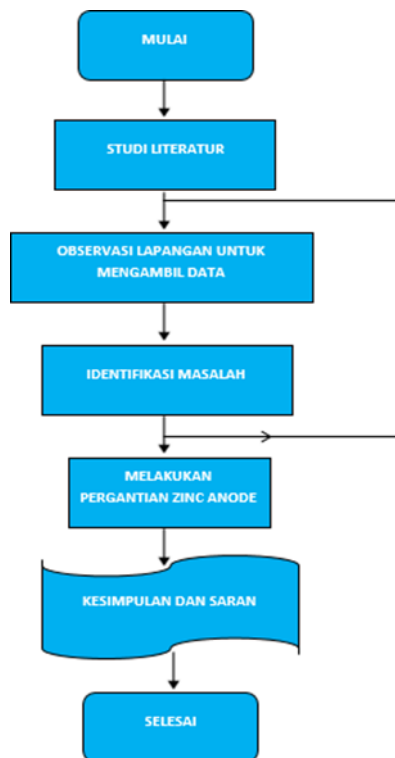 MULAI
STUDI LITERATUR
OBSERVASI LAPANGAN UNTUK
MENGAMBIL DATA
IDENTIFIKASI MASALAH
MELAKUKAN
PERGANTIAN ZINC ANODE
KESIMPULAN DAN SARAN
SELESAI